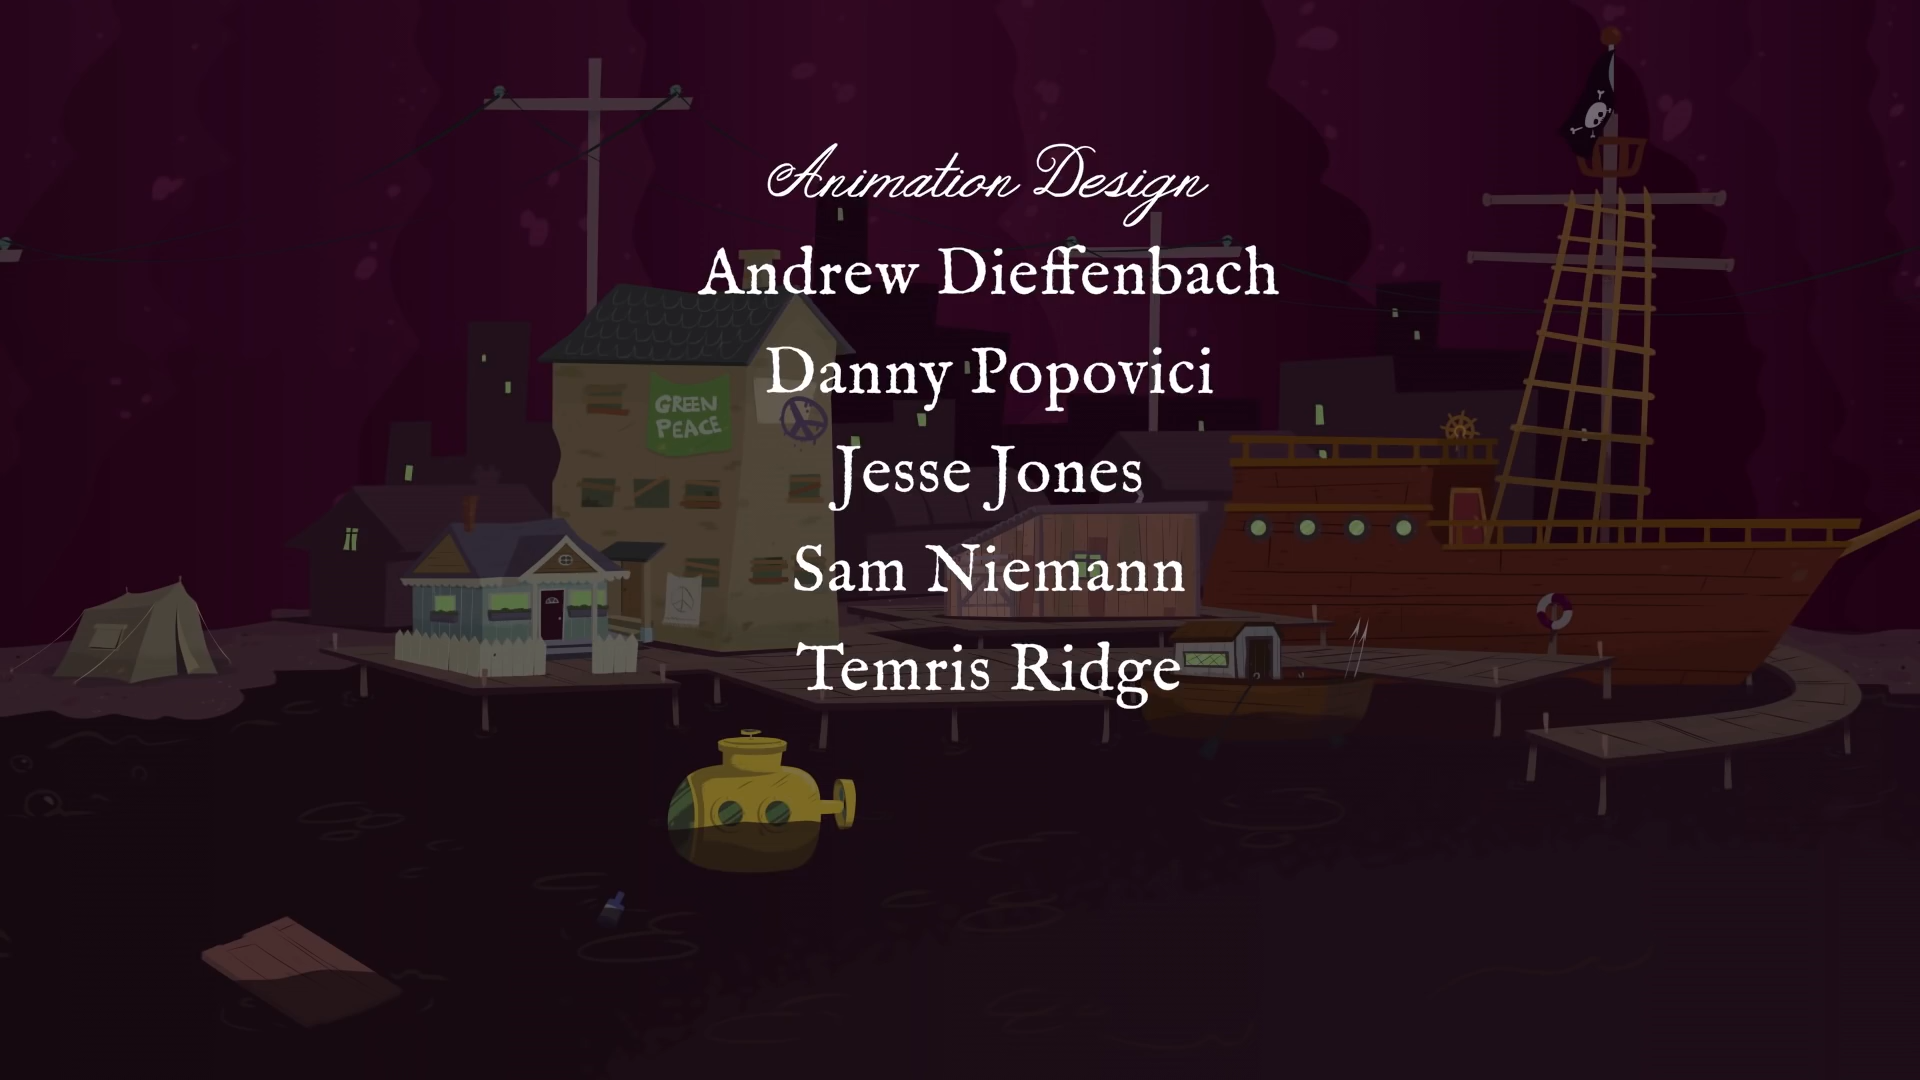 Animation Design
Andrew Dieffenbach
Danny Popovici
Jesse Jones
Sam Niemann
Temris Ridge
GREEN
PEACE